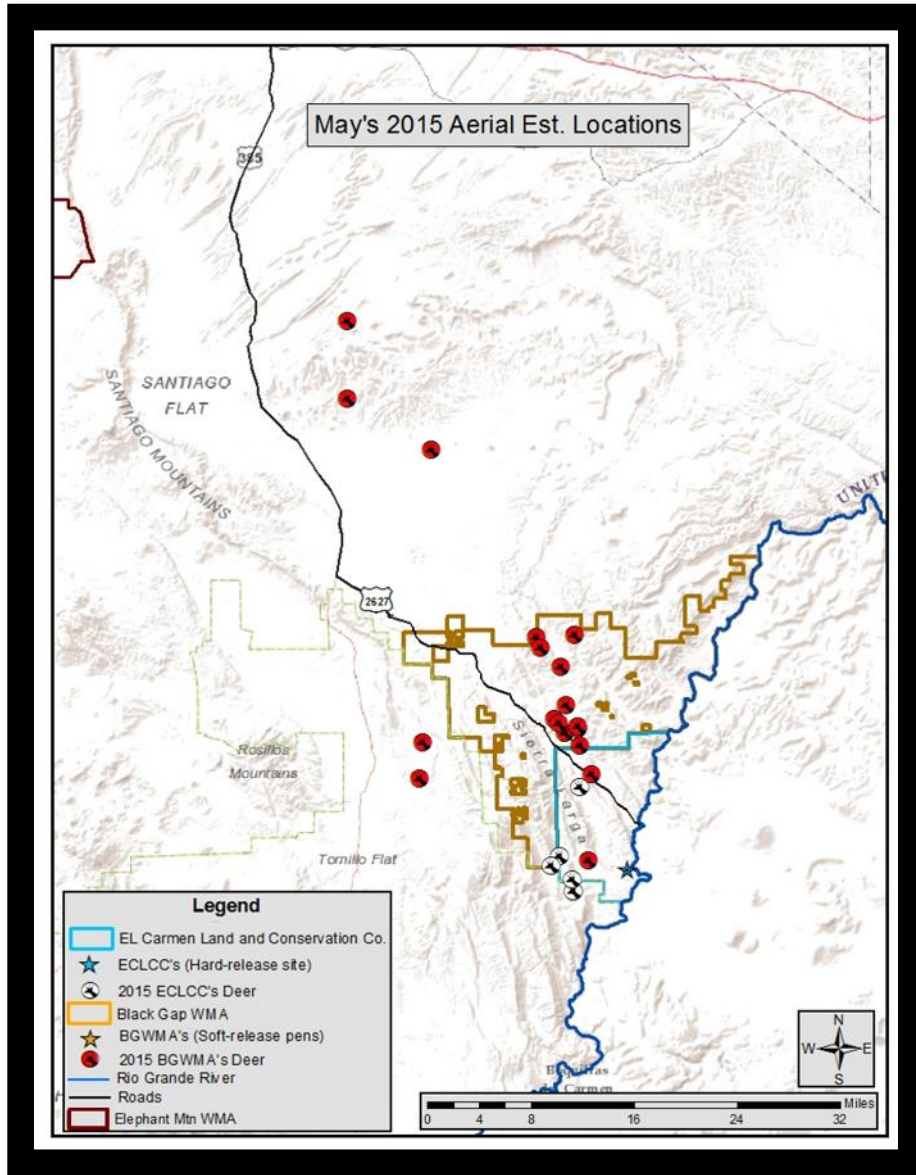 May's 2015 Aerial Est. Locations
385
SANTIAGO
FLAT
SANTIAGO MOUNTAINS
UNITE
2627
Sierra Larga
Rosillos
Mountains
Tornillo Flat
Legend
EL Carmen Land and Conservation Co.
ECLCC's (Hard-release site)
2015 ECLCC's Deer
Black Gap WMA
BGWMA's (Soft-release pens)
2015 BGWMA's Deer
Rio Grande River
Roads
Elephant Mtn WMA
N
W E
S
Carmen
Miles
0 4 8 16 24 32